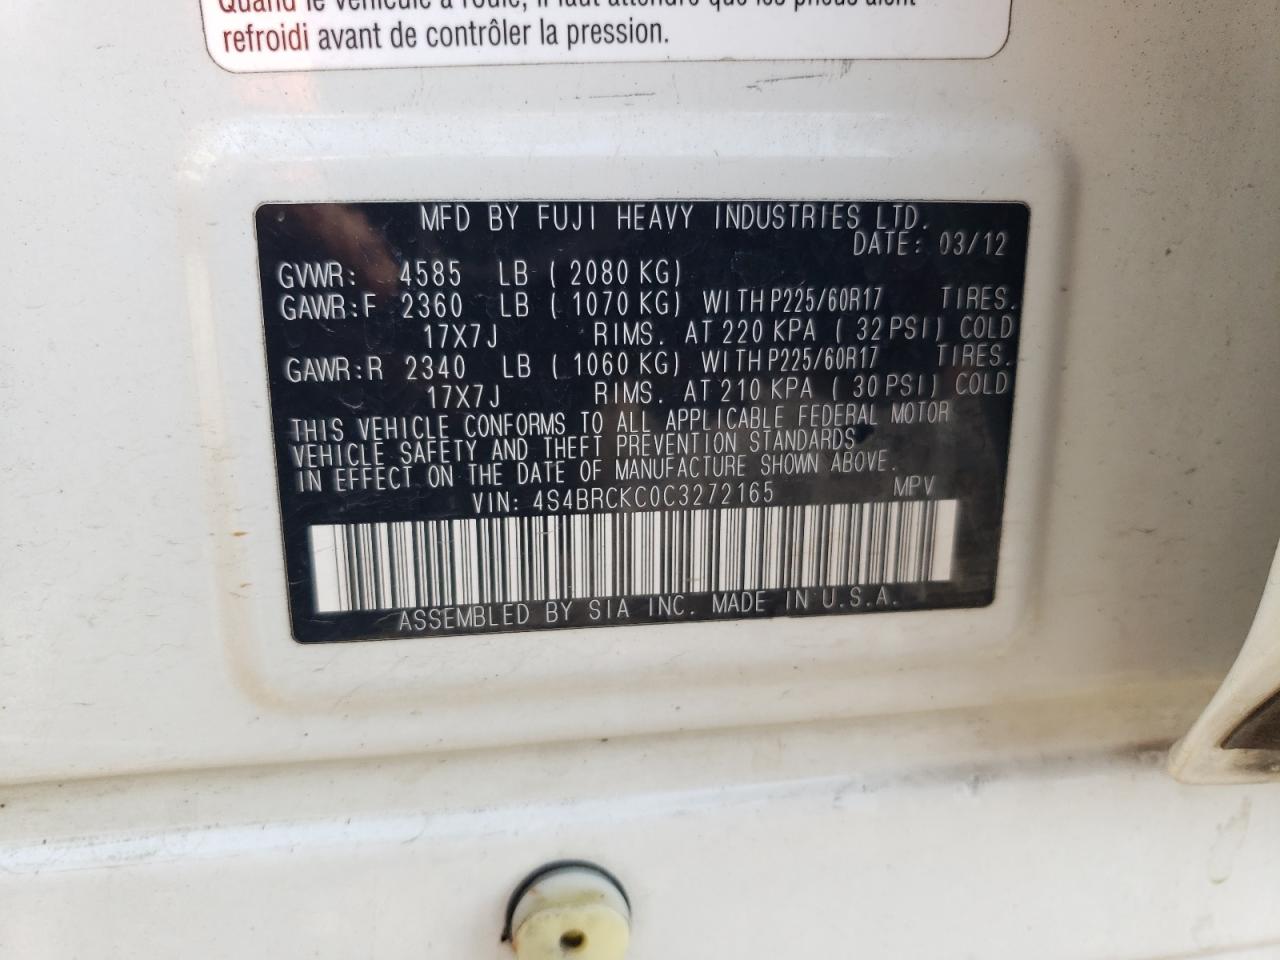 Quand le véhicule a roulé, il faut attendre que les pneus aient
refroidi avant de contrôler la pression.
MFD BY FUJI HEAVY INDUSTRIES LTD.
DATE: 03/12
GVWR: 4585 LB ( 2080 KG)
GAWR:F 2360 LB ( 1070 KG) WITH P225/60R17 TIRES.
17X7J RIMS. AT 220 KPA ( 32 PSI) COLD
GAWR:R 2340 LB ( 1060 KG) WITH P225/60R17 TIRES.
17X7J RIMS. AT 210 KPA ( 30 PSI) COLD
THIS VEHICLE CONFORMS TO ALL APPLICABLE FEDERAL MOTOR
VEHICLE SAFETY AND THEFT PREVENTION STANDARDS
IN EFFECT ON THE DATE OF MANUFACTURE SHOWN ABOVE.
VIN: 4S4BRCKC0C3272165 MPV
ASSEMBLED BY SIA INC. MADE IN U.S.A.